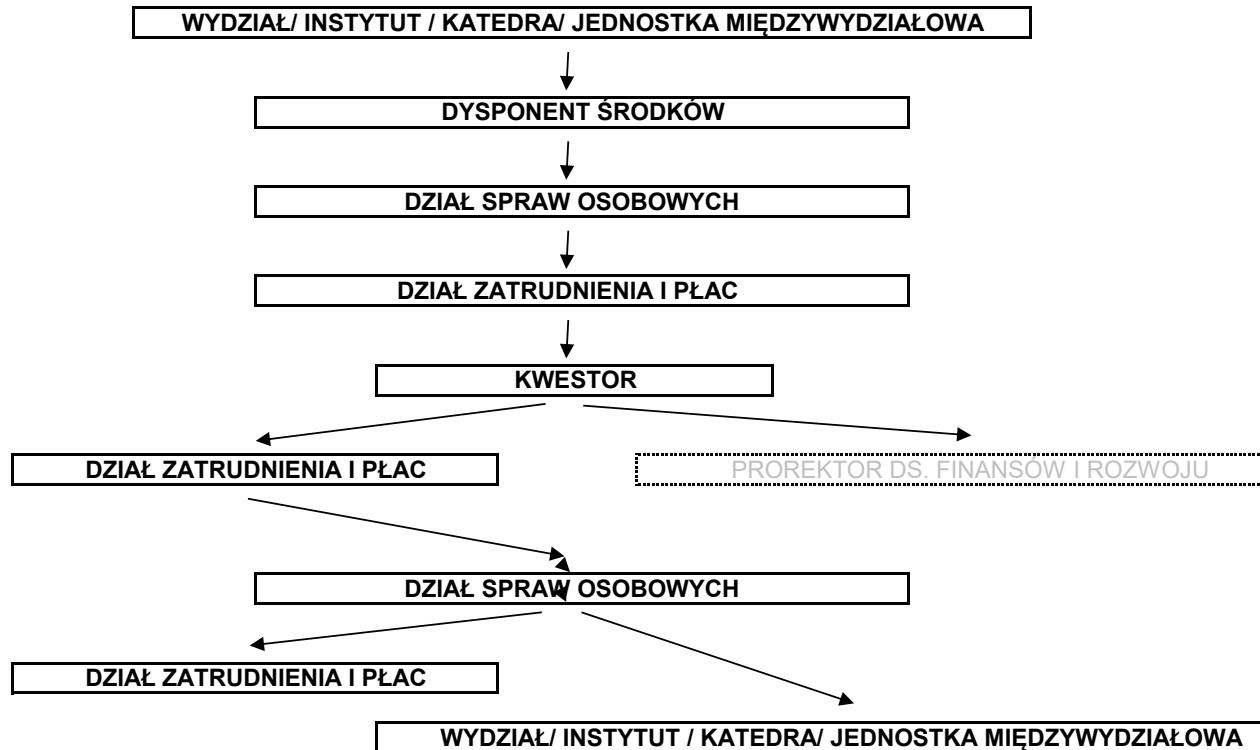 WYDZIAŁ/ INSTYTUT / KATEDRA/ JEDNOSTKA MIĘDZYWYDZIAŁOWA
DYSPONENT ŚRODKÓW
DZIAŁ SPRAW OSOBOWYCH
DZIAŁ ZATRUDNIENIA I PŁAC
KWESTOR
DZIAŁ ZATRUDNIENIA I PŁAC
PROREKTOR DS. FINANSÓW I ROZWOJU
DZIAŁ SPRAW OSOBOWYCH
DZIAŁ ZATRUDNIENIA I PŁAC
WYDZIAŁ/ INSTYTUT / KATEDRA/ JEDNOSTKA MIĘDZYWYDZIAŁOWA